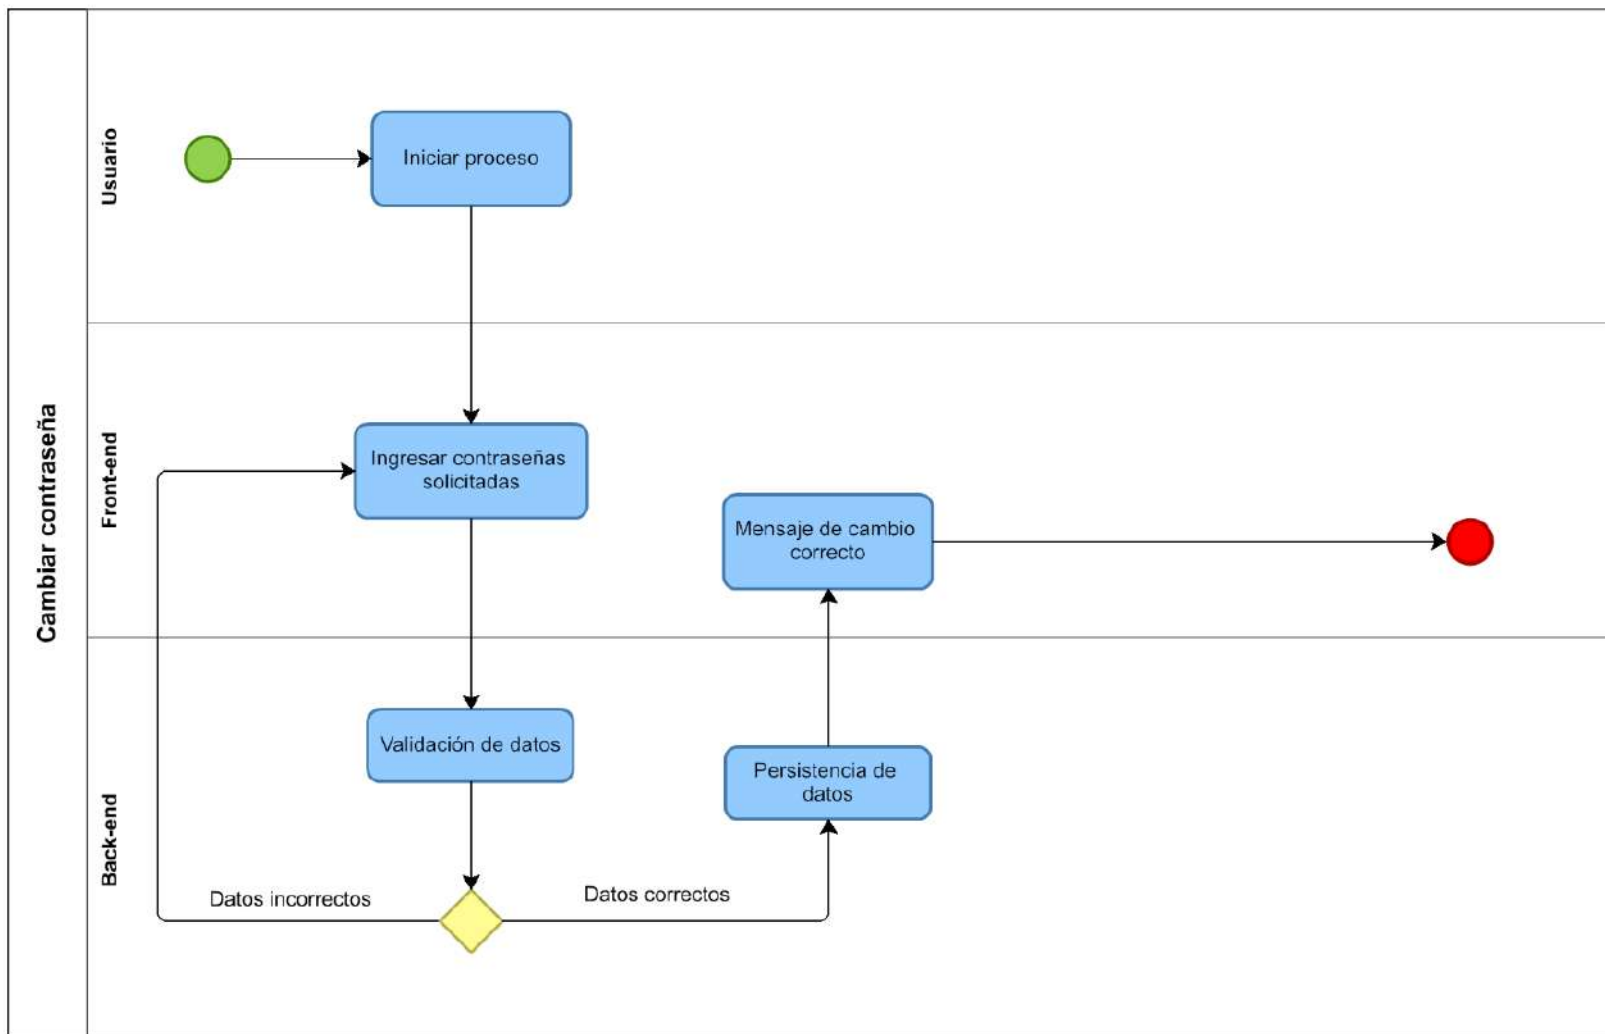 Cambiar contraseña
Usuario
Iniciar proceso
Front-end
Ingresar contraseñas
solicitadas
Mensaje de cambio
correcto
Back-end
Validación de datos
Persistencia de
datos
Datos incorrectos
Datos correctos